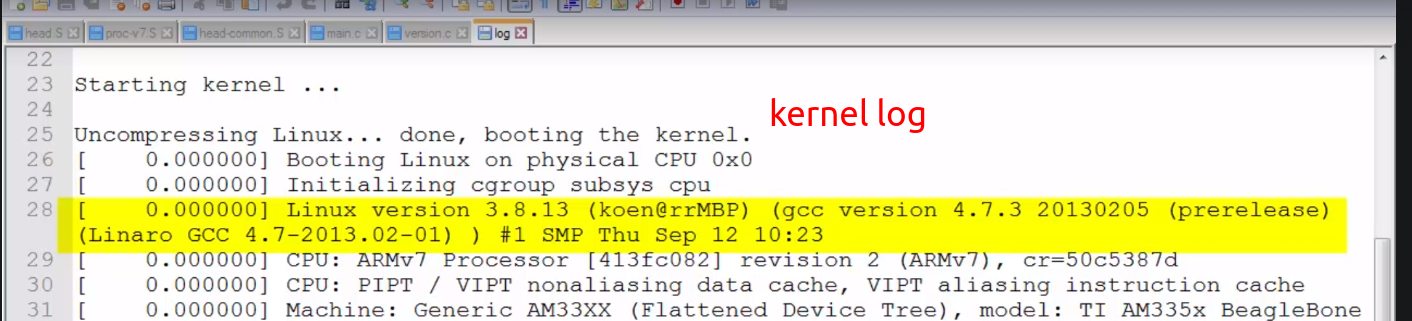 head.S proc-v7.S head-common.S main.c version.c log
22
23 Starting kernel ...
24
kernel log
25 Uncompressing Linux... done, booting the kernel.
26 [    0.000000] Booting Linux on physical CPU 0x0
27 [    0.000000] Initializing cgroup subsys cpu
28 [    0.000000] Linux version 3.8.13 (koen@rrMBP) (gcc version 4.7.3 20130205 (prerelease)
(Linaro GCC 4.7-2013.02-01) ) #1 SMP Thu Sep 12 10:23
29 [    0.000000] CPU: ARMv7 Processor [413fc082] revision 2 (ARMv7), cr=50c5387d
30 [    0.000000] CPU: PIPT / VIPT nonaliasing data cache, VIPT aliasing instruction cache
31 [    0.000000] Machine: Generic AM33XX (Flattened Device Tree), model: TI AM335x BeagleBone